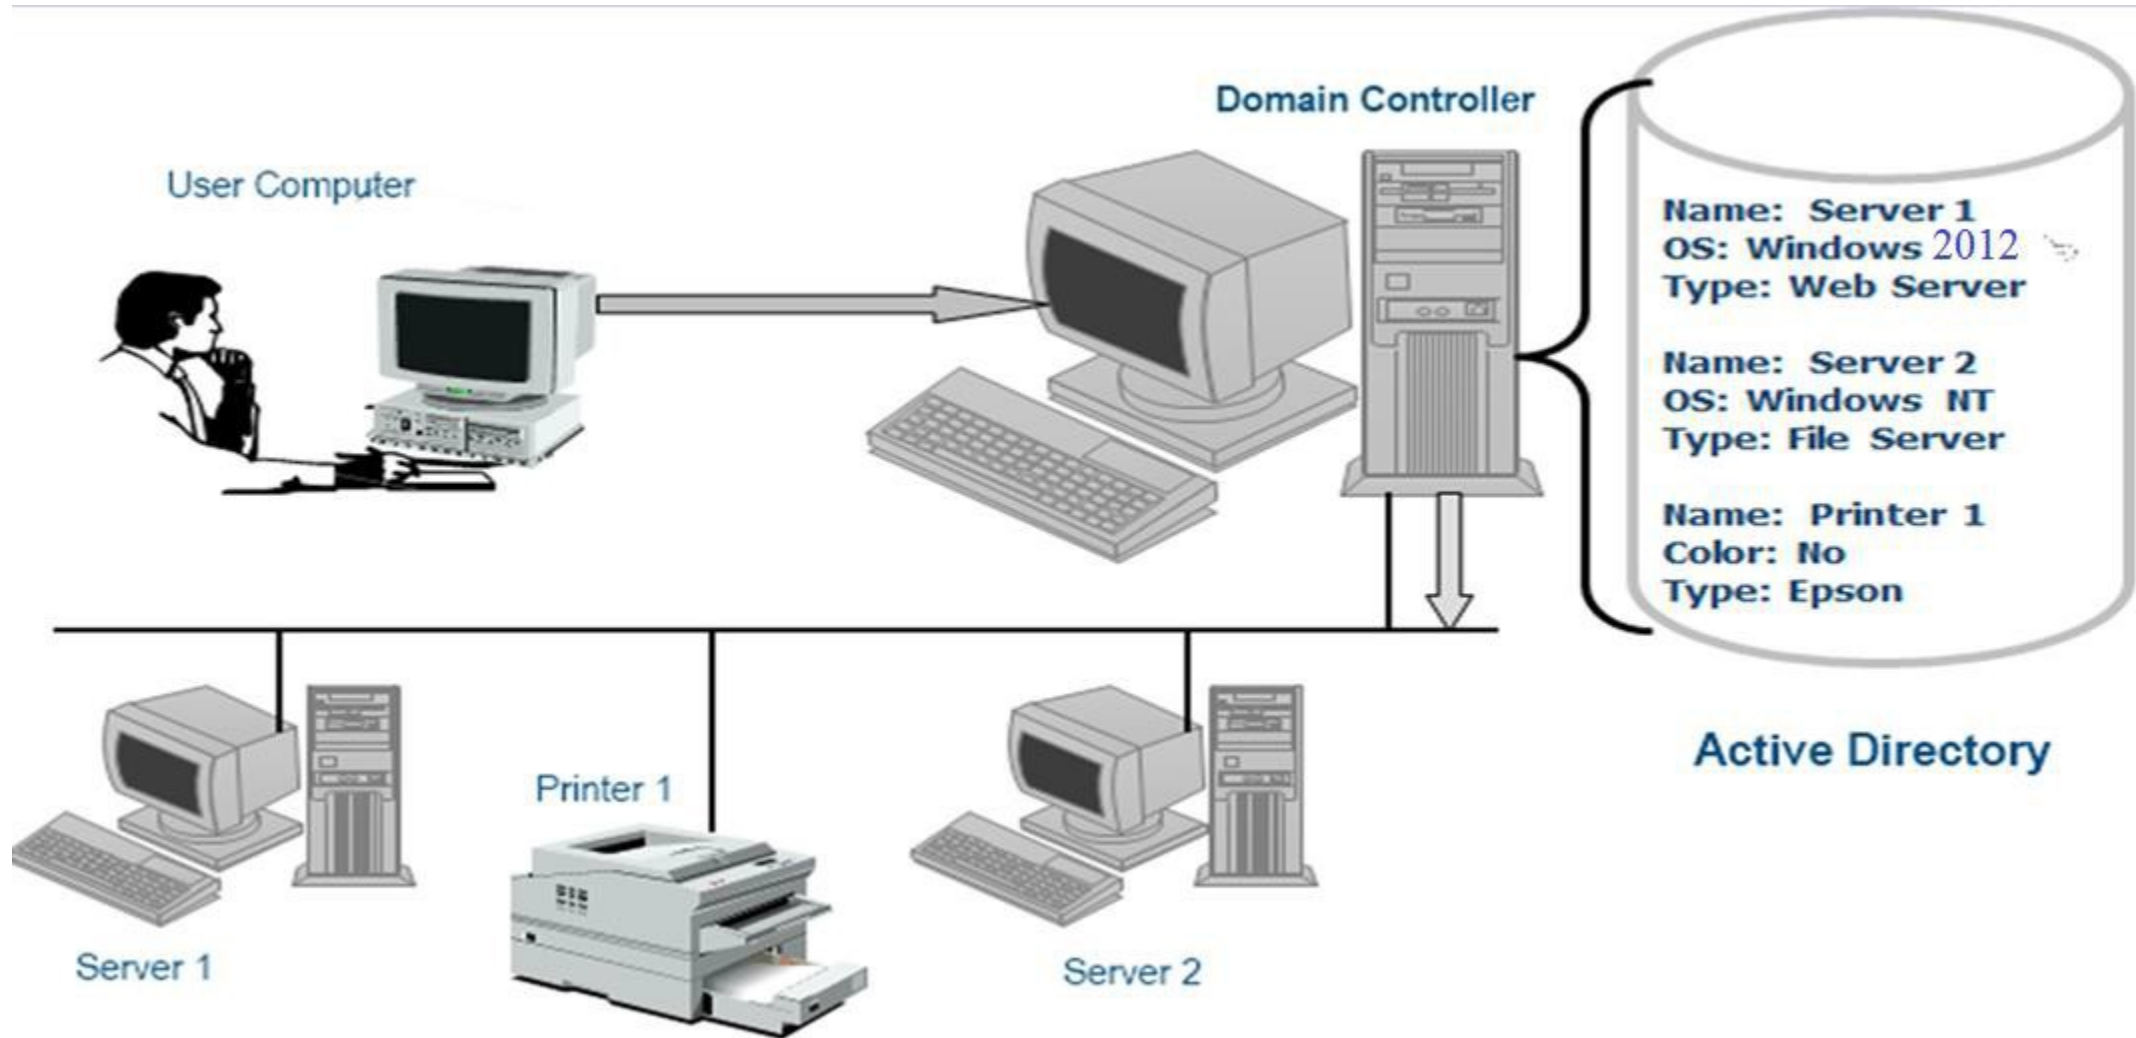 Domain Controller
User Computer
Name: Server 1
OS: Windows 2012
Type: Web Server
Name: Server 2
OS: Windows NT
Type: File Server
Name: Printer 1
Color: No
Type: Epson
Active Directory
Printer 1
Server 1
Server 2